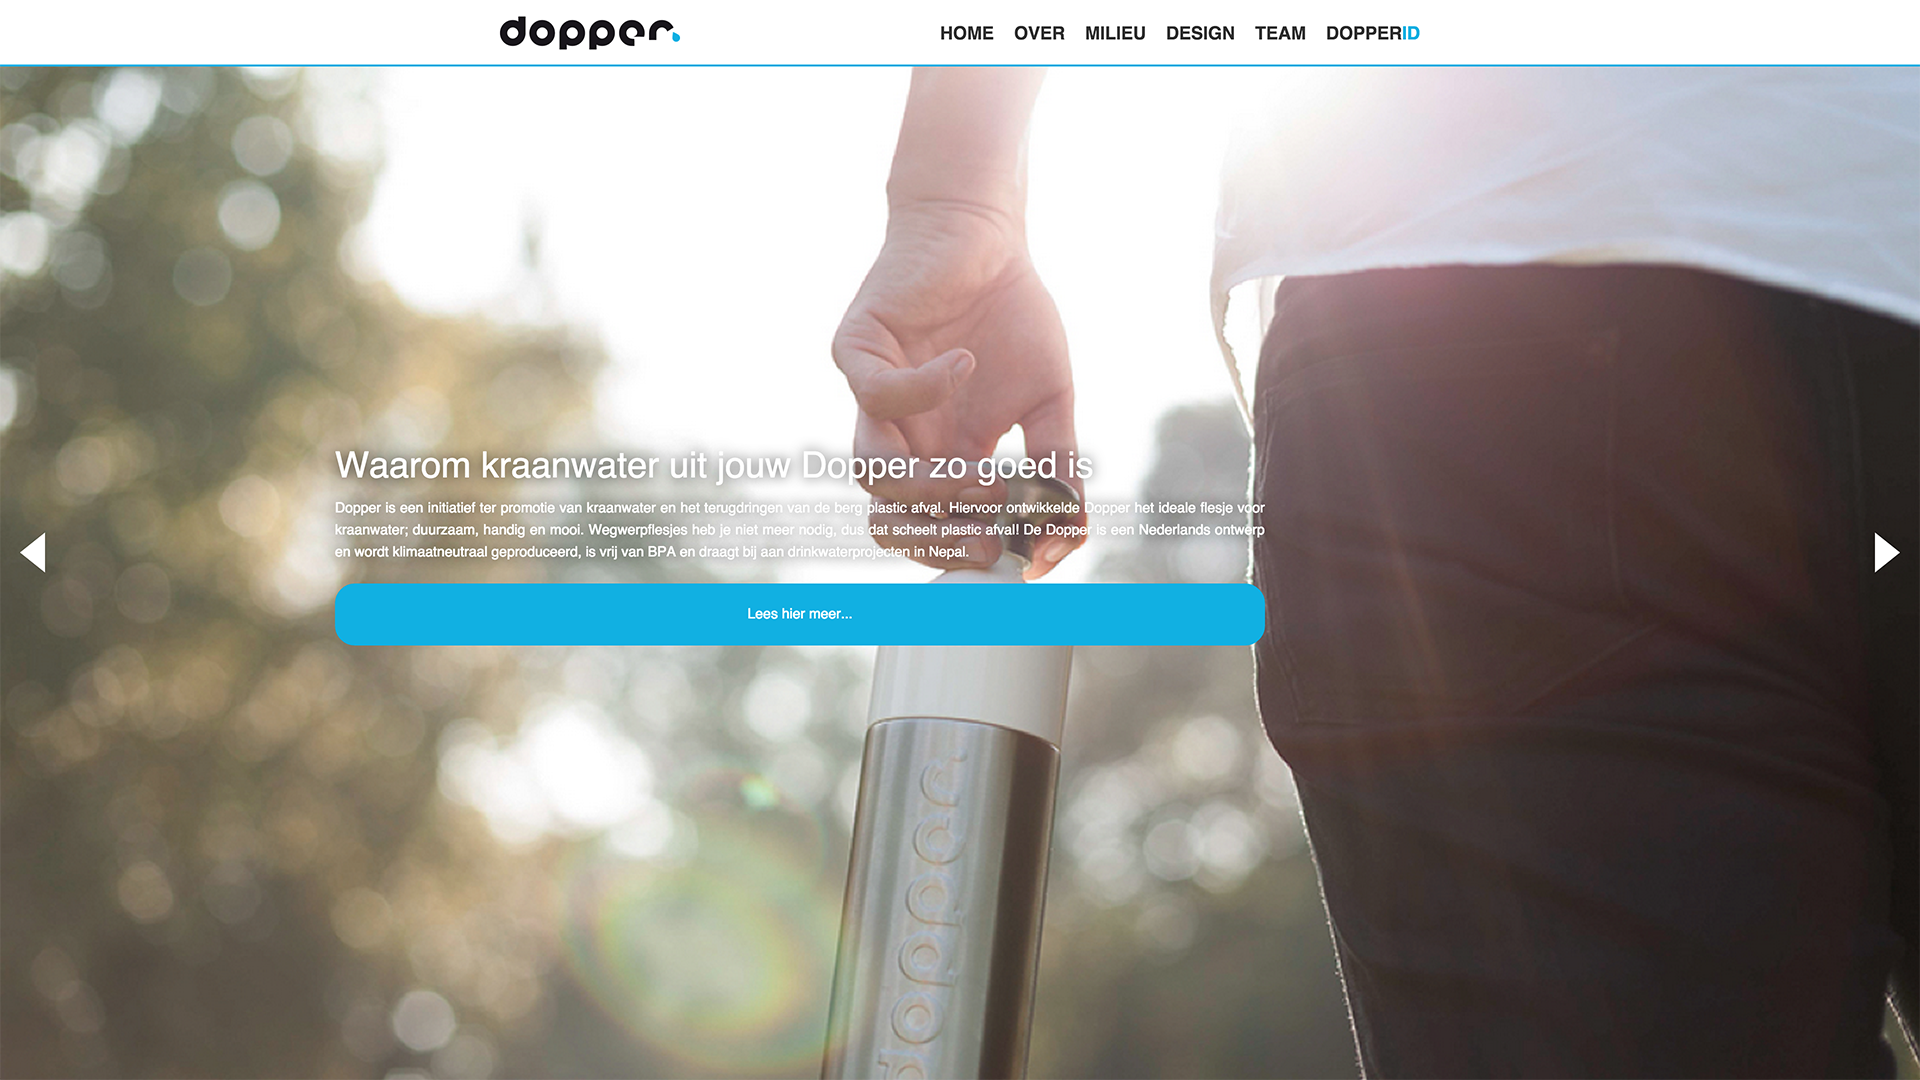 dopper
HOME OVER MILIEU DESIGN TEAM DOPPERID
Waarom kraanwater uit jouw Dopper zo goed is
Dopper is een initiatief ter promotie van kraanwater en het terugdringen van de berg plastic afval. Hiervoor ontwikkelde Dopper het ideale flesje voor
kraanwater; duurzaam, handig en mooi. Wegwerpflesjes heb je niet meer nodig, dus dat scheelt plastic afval! De Dopper is een Nederlands ontwerp
en wordt klimaatneutraal geproduceerd, is vrij van BPA en draagt bij aan drinkwaterprojecten in Nepal.
Lees hier meer...
dopper